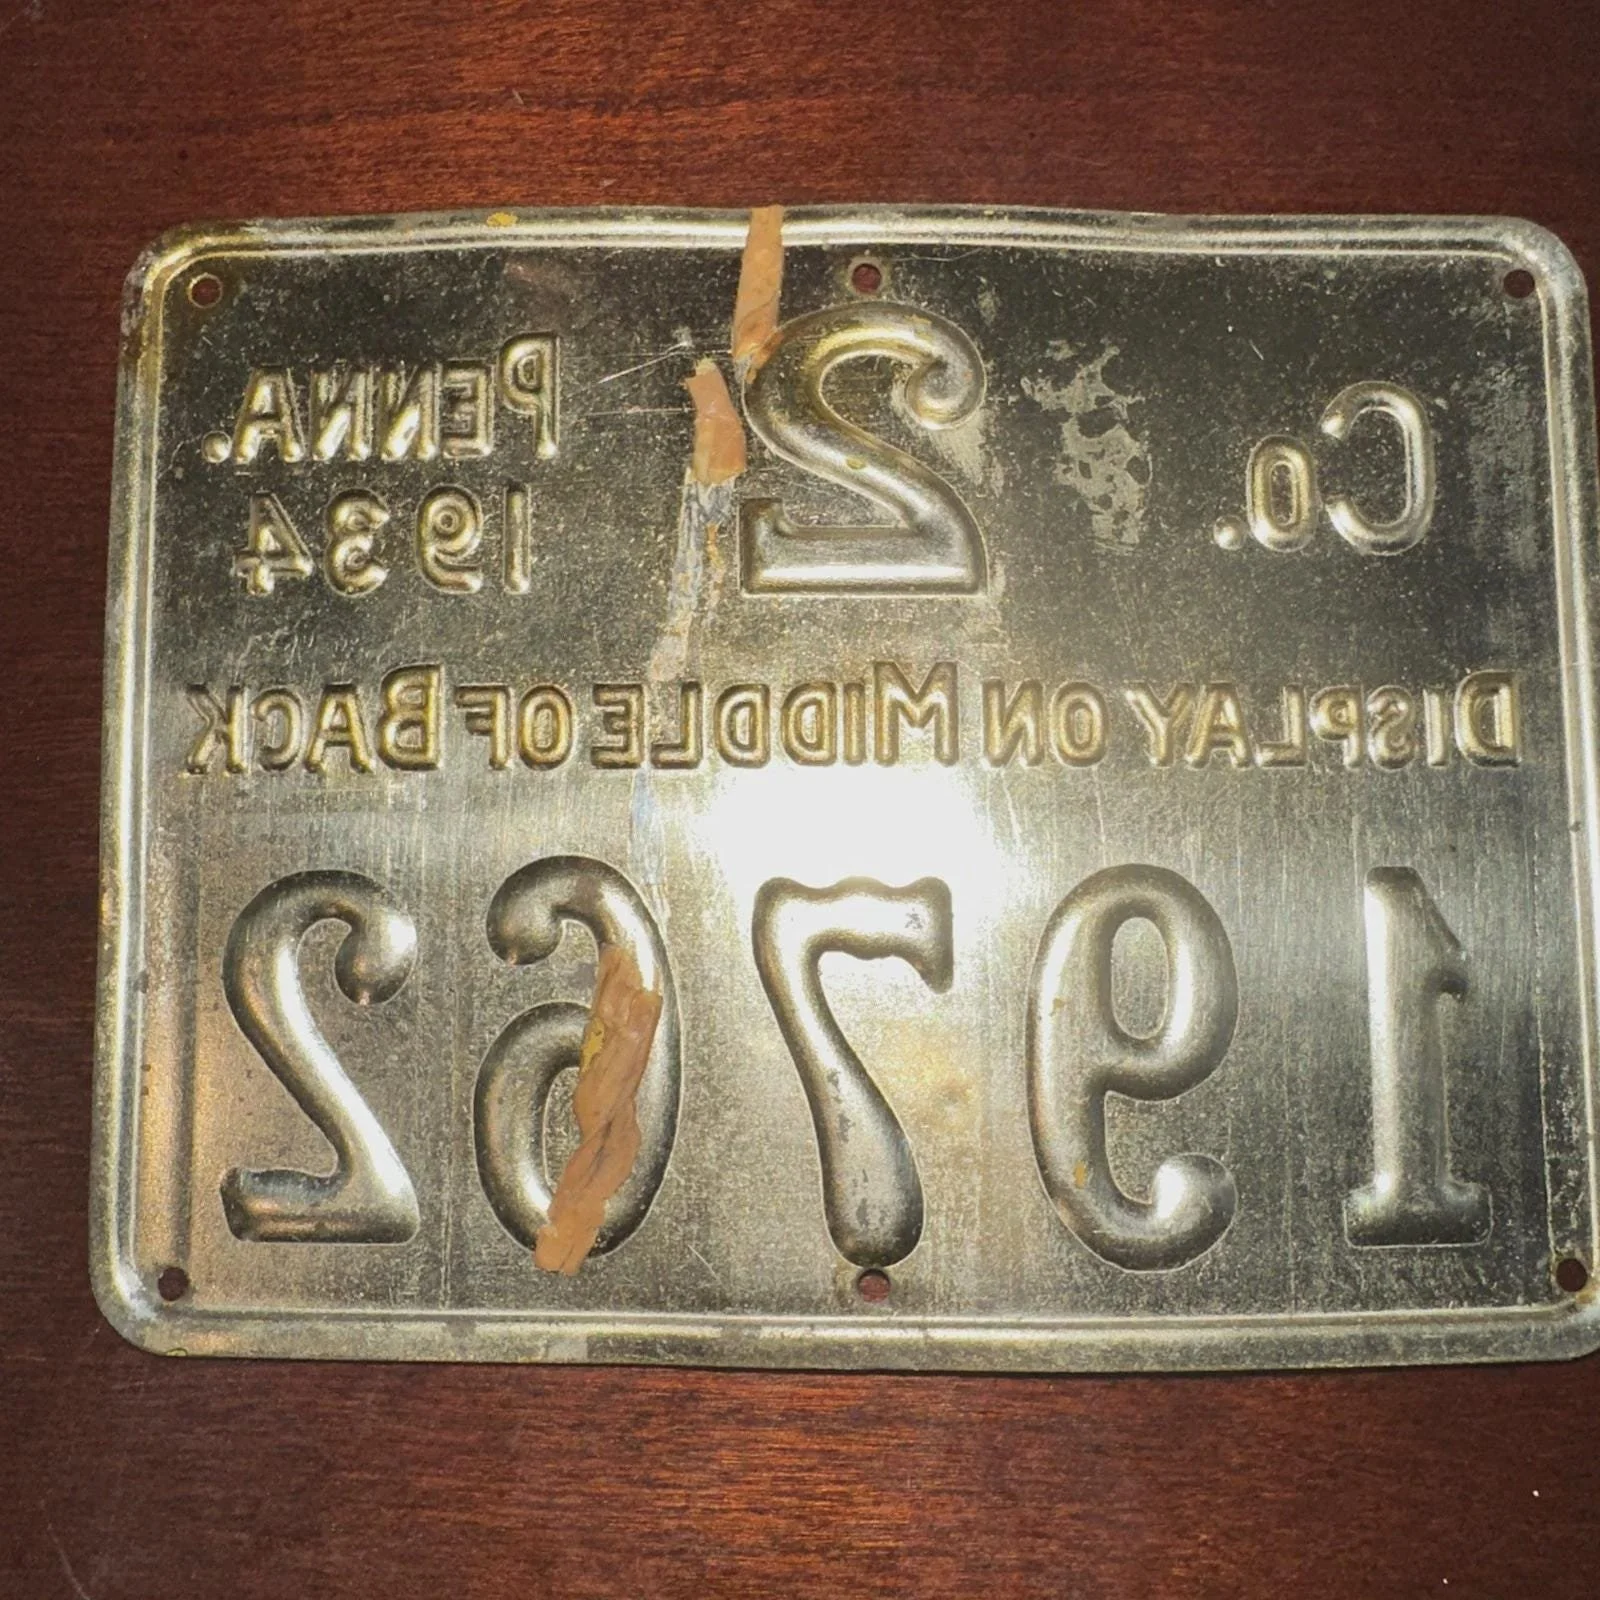 Co. 2 PENNA.
1934
DISPLAY ON MIDDLE OF BACK
19762